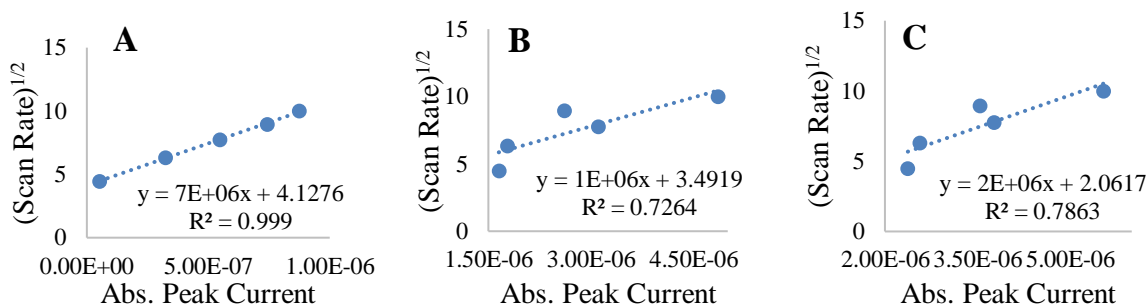 A
(Scan Rate)1/2
15
10
5
0
y = 7E+06x + 4.1276
R² = 0.999
0.00E+00 5.00E-07 1.00E-06
Abs. Peak Current
B
(Scan Rate)1/2
15
10
5
0
y = 1E+06x + 3.4919
R² = 0.7264
1.50E-06 3.00E-06 4.50E-06
Abs. Peak Current
C
(Scan Rate)1/2
15
10
5
0
y = 2E+06x + 2.0617
R² = 0.7863
2.00E-06 3.50E-06 5.00E-06
Abs. Peak Current